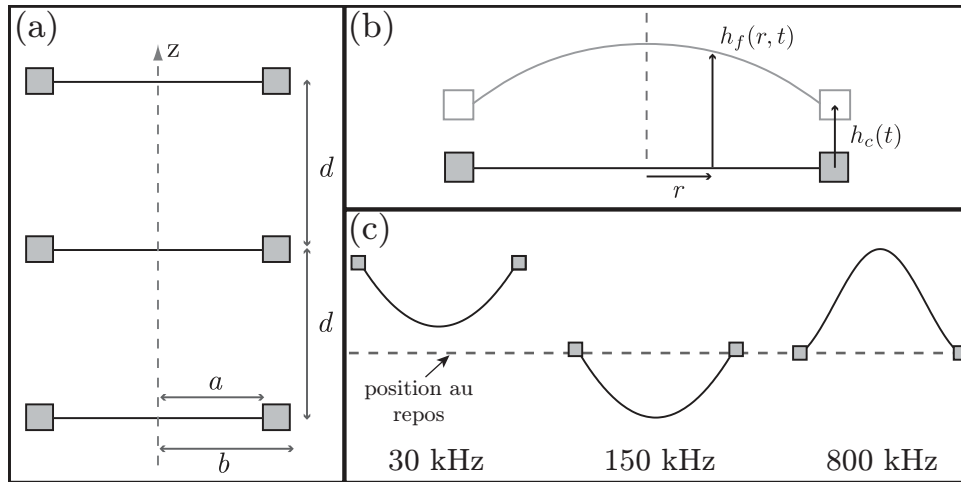 (a)
z
d
d
a
b
(b)
h_f(r, t)
h_c(t)
r
(c)
position au
repos
30 kHz
150 kHz
800 kHz